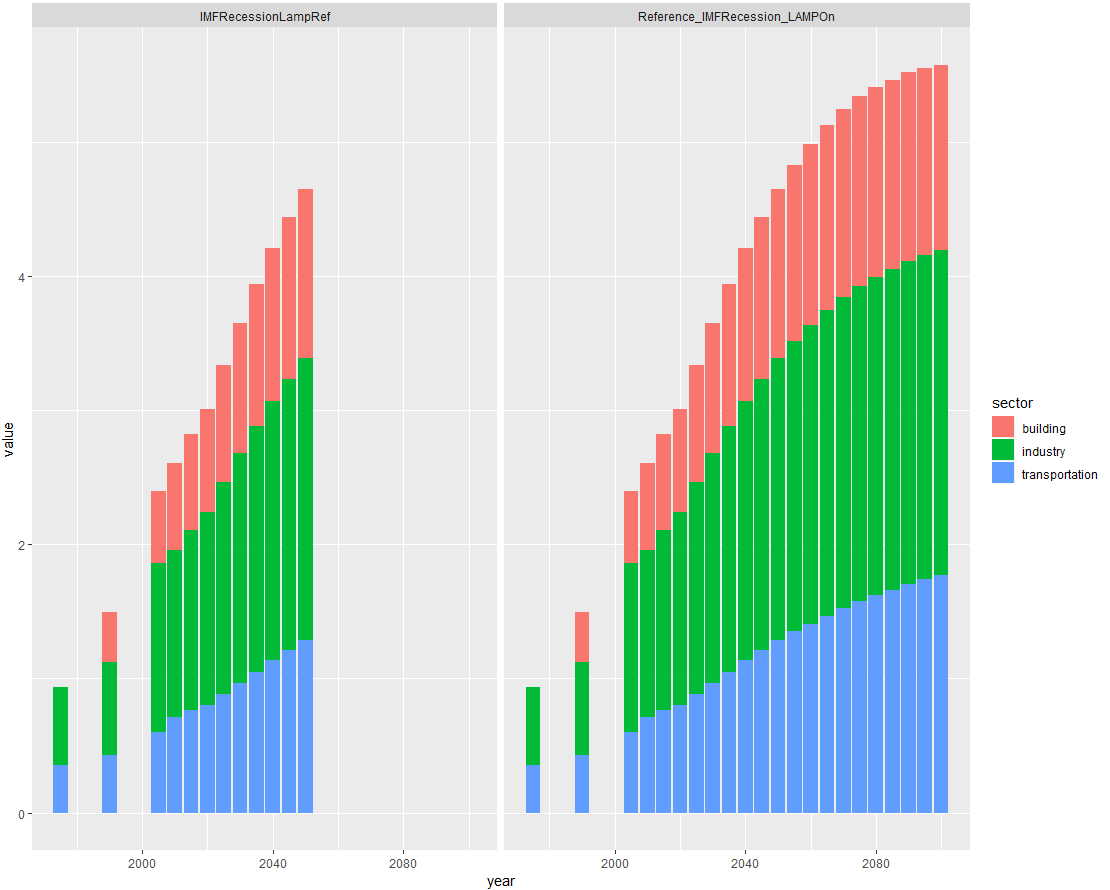 IMFRecessionLampRef
Reference_IMFRecession_LAMPOn
value
4
2
0
2000
2040
2080
2000
2040
2080
year
sector
building
industry
transportation